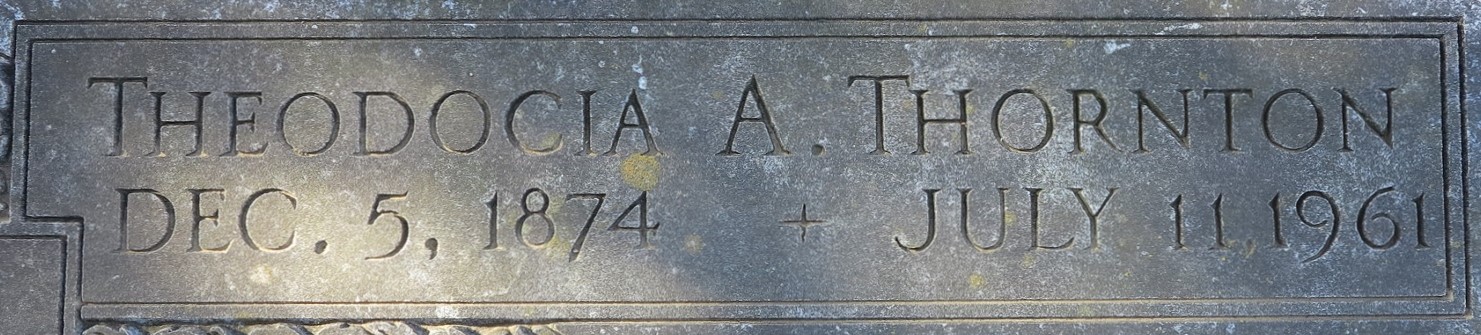 THEODOCIA A. THORNTON
DEC. 5, 1874 + JULY 11, 1961